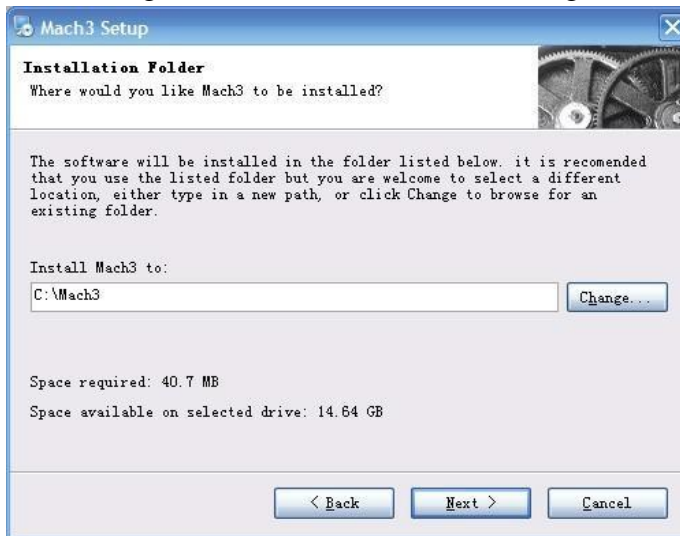 Mach3 Setup
Installation Folder
Where would you like Mach3 to be installed?
The software will be installed in the folder listed below. it is recomended
that you use the listed folder but you are welcome to select a different
location, either type in a new path, or click Change to browse for an
existing folder.
Install Mach3 to:
C:\Mach3
Change...
Space required: 40.7 MB
Space available on selected drive: 14.64 GB
< Back
Next >
Cancel